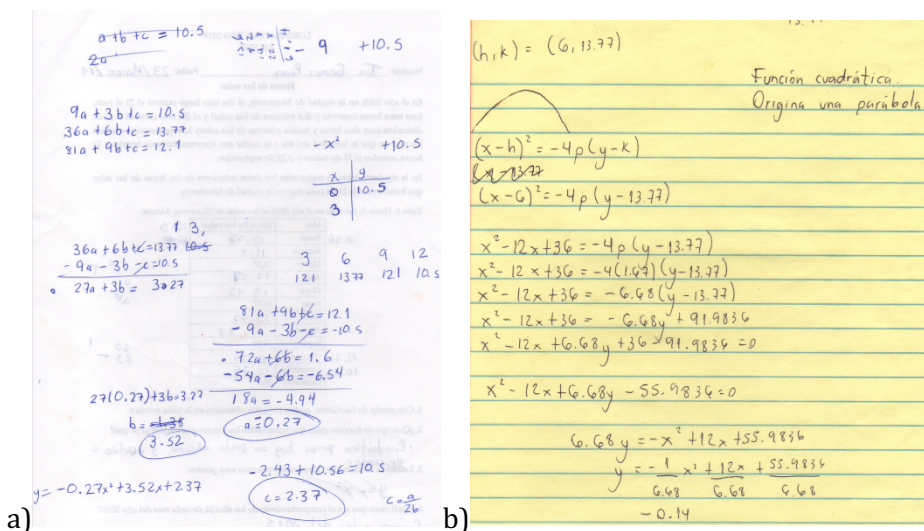 a+b+c = 10.5
2a
- 9 +10.5
9a + 3b+c = 10.5
36a + 6b+c = 13.77
81a + 9b+c = 12.1
-x² +10.5
x y
0 10.5
3
1 3,
36a + 6b+c = 13.77 10.5
- 9a - 3b -c = 10.5
27a + 3b = 3.27
3 6 9 12
12.1 13.77 12.1 10.5
81a + 9b+c = 12.1
- 9a - 3b - c = -10.5
72a + 6b = 1.6
-54a - 6b = -6.54
18a = -4.94
27(0.27)+3b=3.27
a=0.27
b =
3.52
-2.43 + 10.56 = 10.5
y= -0.27x²+3.52x+2.37
c = 2.37
a)
(h,k) = (6, 13.77)
Función cuadrática.
Origina una parábola
(x-h)² = -4p(y-k)
(x-6)² = -4p(y-13.77)
x²-12x+36 = -4p(y-13.77)
x²-12x+36 = -4(1.67)(y-13.77)
x²-12x+36 = -6.68(y-13.77)
x²-12x+36 = -6.68y + 91.9836
x²-12x+6.68y+36-91.9836=0
x²-12x+6.68y-55.9836=0
6.68y = -x²+12x+55.9836
y = -1/6.68 x² + 12x/6.68 + 55.9836/6.68
-0.14
b)